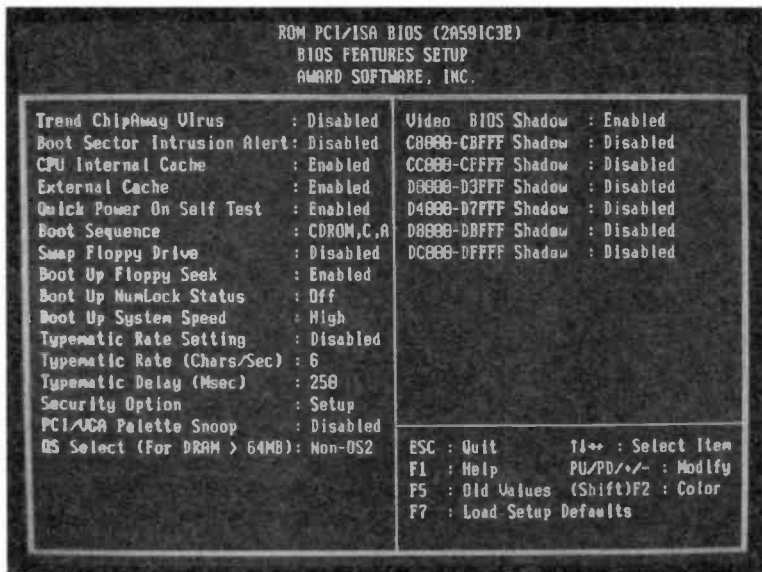 ROM PCI/ISA BIOS (2A59IC3E)
BIOS FEATURES SETUP
AWARD SOFTWARE, INC.
Trend ChipAway Virus : Disabled
Boot Sector Intrusion Alert: Disabled
CPU Internal Cache : Enabled
External Cache : Enabled
Quick Power On Self Test : Enabled
Boot Sequence : CDROM,C,A
Swap Floppy Drive : Disabled
Boot Up Floppy Seek : Enabled
Boot Up NumLock Status : Off
Boot Up System Speed : High
Typematic Rate Setting : Disabled
Typematic Rate (Chars/Sec) : 6
Typematic Delay (Msec) : 250
Security Option : Setup
PCI/VGA Palette Snoop : Disabled
OS Select (For DRAM > 64MB): Non-OS2
Video BIOS Shadow : Enabled
C8000-CBFFF Shadow : Disabled
CC000-CFFFF Shadow : Disabled
D0000-D3FFF Shadow : Disabled
D4000-D7FFF Shadow : Disabled
D8000-DBFFF Shadow : Disabled
DC000-DFFFF Shadow : Disabled
ESC : Quit ↑↓→← : Select Item
F1 : Help PU/PD/+/- : Modify
F5 : Old Values (Shift)F2 : Color
F7 : Load Setup Defaults